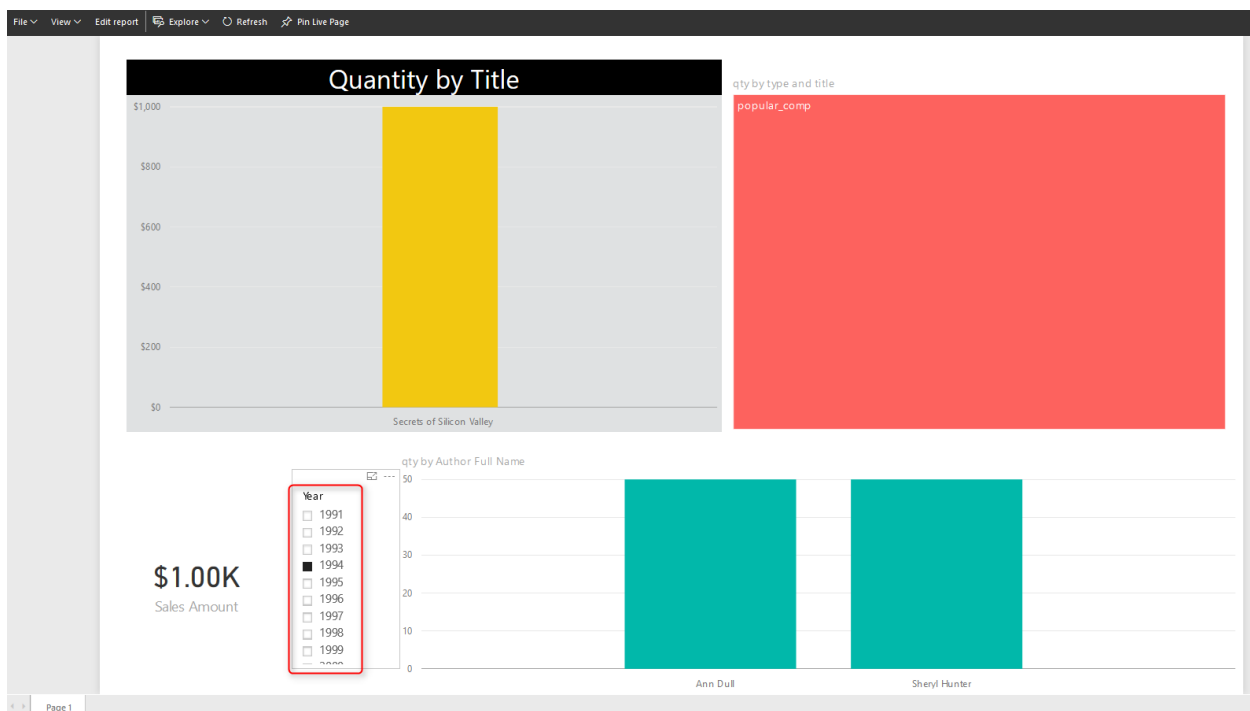 File View Edit report Explore Refresh Pin Live Page
Quantity by Title
$1,000
$800
$600
$400
$200
$0
Secrets of Silicon Valley
qty by type and title
popular_comp
$1.00K
Sales Amount
Year
1991
1992
1993
1994
1995
1996
1997
1998
1999
qty by Author Full Name
50
40
30
20
10
0
Ann Dull Sheryl Hunter
Page 1